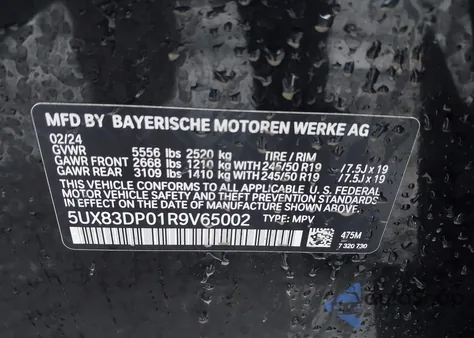 MFD BY BAYERISCHE MOTOREN WERKE AG
02/24
GVWR 5556 lbs 2520 kg TIRE / RIM
GAWR FRONT 2668 lbs 1210 kg WITH 245/50 R19 / 7.5J x 19
GAWR REAR 3109 lbs 1410 kg WITH 245/50 R19 / 7.5J x 19
THIS VEHICLE CONFORMS TO ALL APPLICABLE U.S. FEDERAL
MOTOR VEHICLE SAFETY AND THEFT PREVENTION STANDARDS
IN EFFECT ON THE DATE OF MANUFACTURE SHOWN ABOVE.
5UX83DP01R9V65002 TYPE: MPV
475M
7 320 730